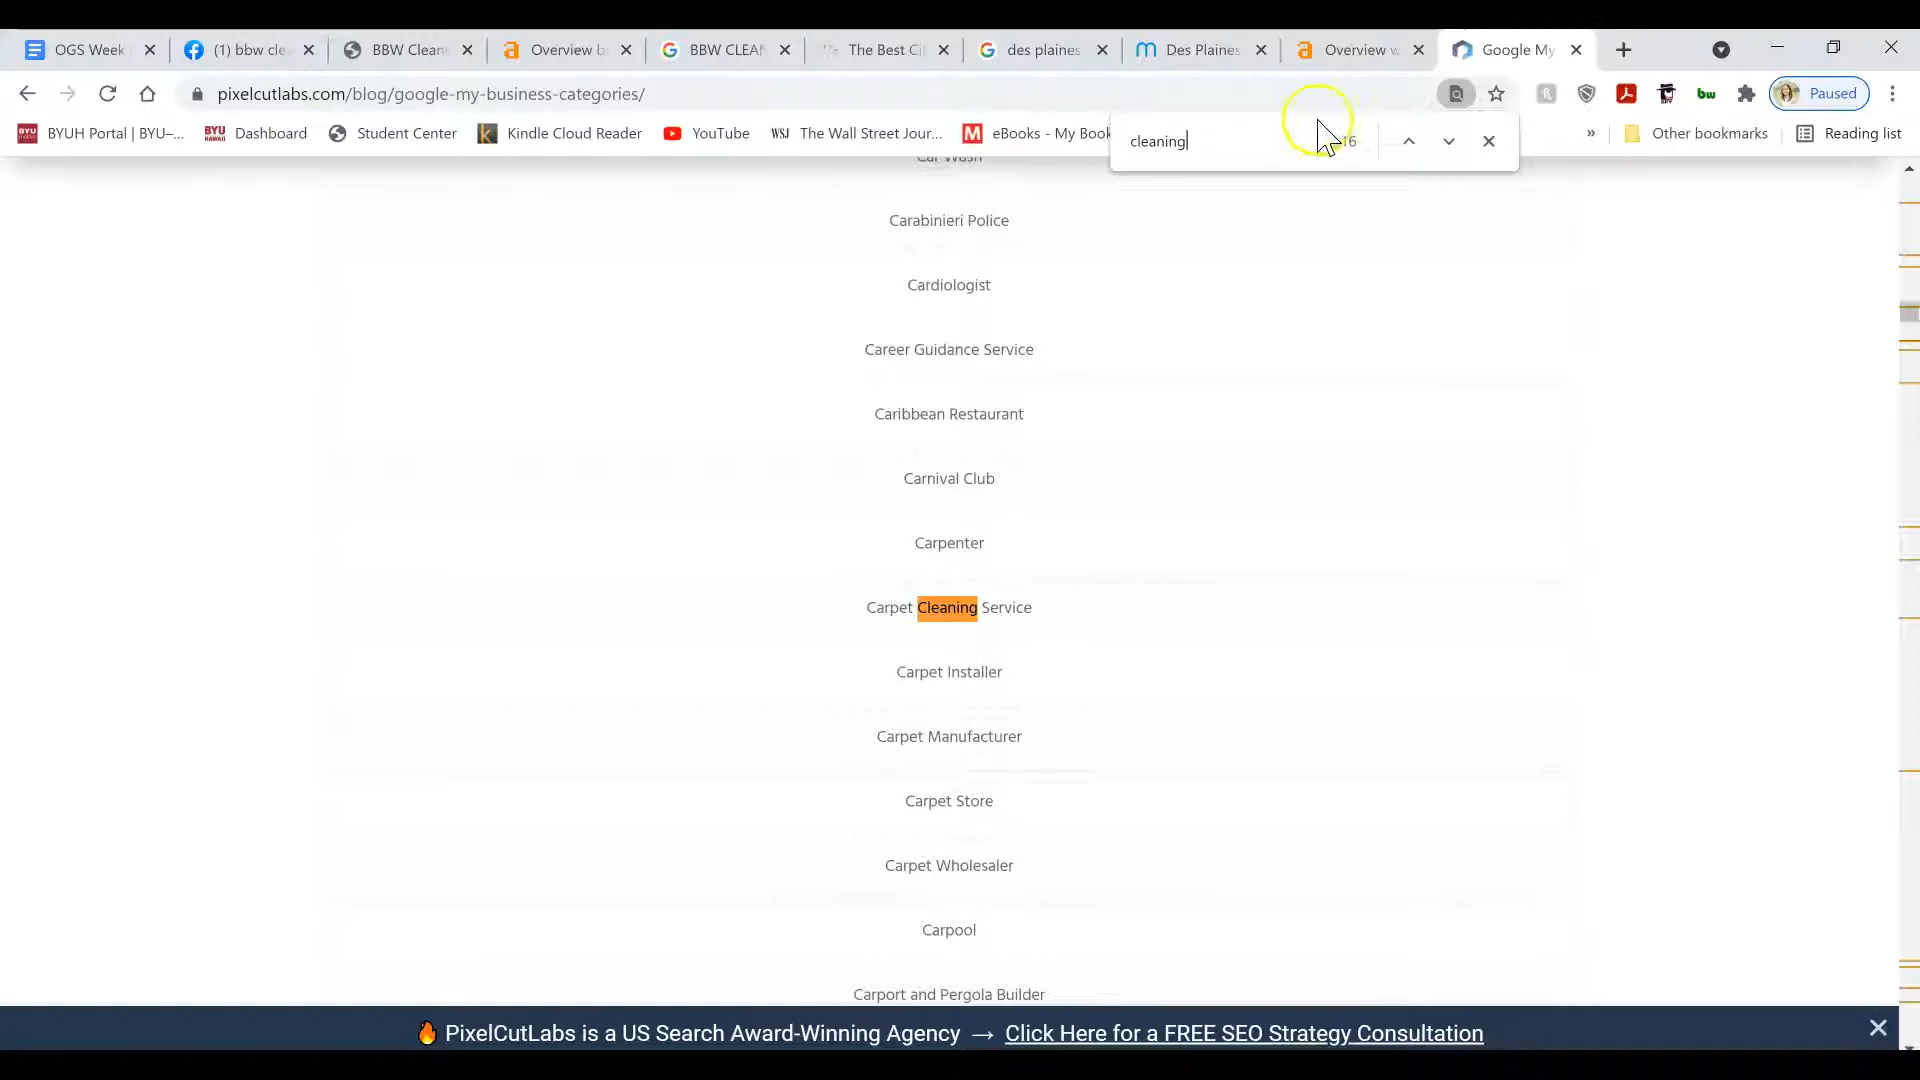 OGS Week
(1) bbw cle
BBW Clean
Overview b
BBW CLEAN
The Best Ci
des plaines
Des Plaines
Overview w
Google My
pixelcutlabs.com/blog/google-my-business-categories/
Paused
BYUH Portal | BYU–...
Dashboard
Student Center
Kindle Cloud Reader
YouTube
WSJ The Wall Street Jour...
eBooks - My Book
»
Other bookmarks
Reading list
cleaning
16
Car Wash
Carabinieri Police
Cardiologist
Career Guidance Service
Caribbean Restaurant
Carnival Club
Carpenter
Carpet Cleaning Service
Carpet Installer
Carpet Manufacturer
Carpet Store
Carpet Wholesaler
Carpool
Carport and Pergola Builder
🔥 PixelCutLabs is a US Search Award-Winning Agency → Click Here for a FREE SEO Strategy Consultation